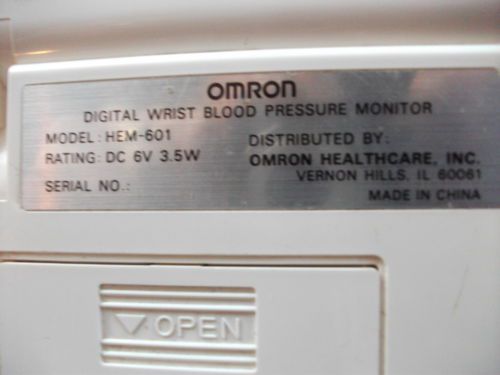 OMRON
DIGITAL WRIST BLOOD PRESSURE MONITOR
MODEL: HEM-601
RATING: DC 6V 3.5W
SERIAL NO.:
DISTRIBUTED BY:
OMRON HEALTHCARE, INC.
VERNON HILLS, IL 60061
MADE IN CHINA
OPEN